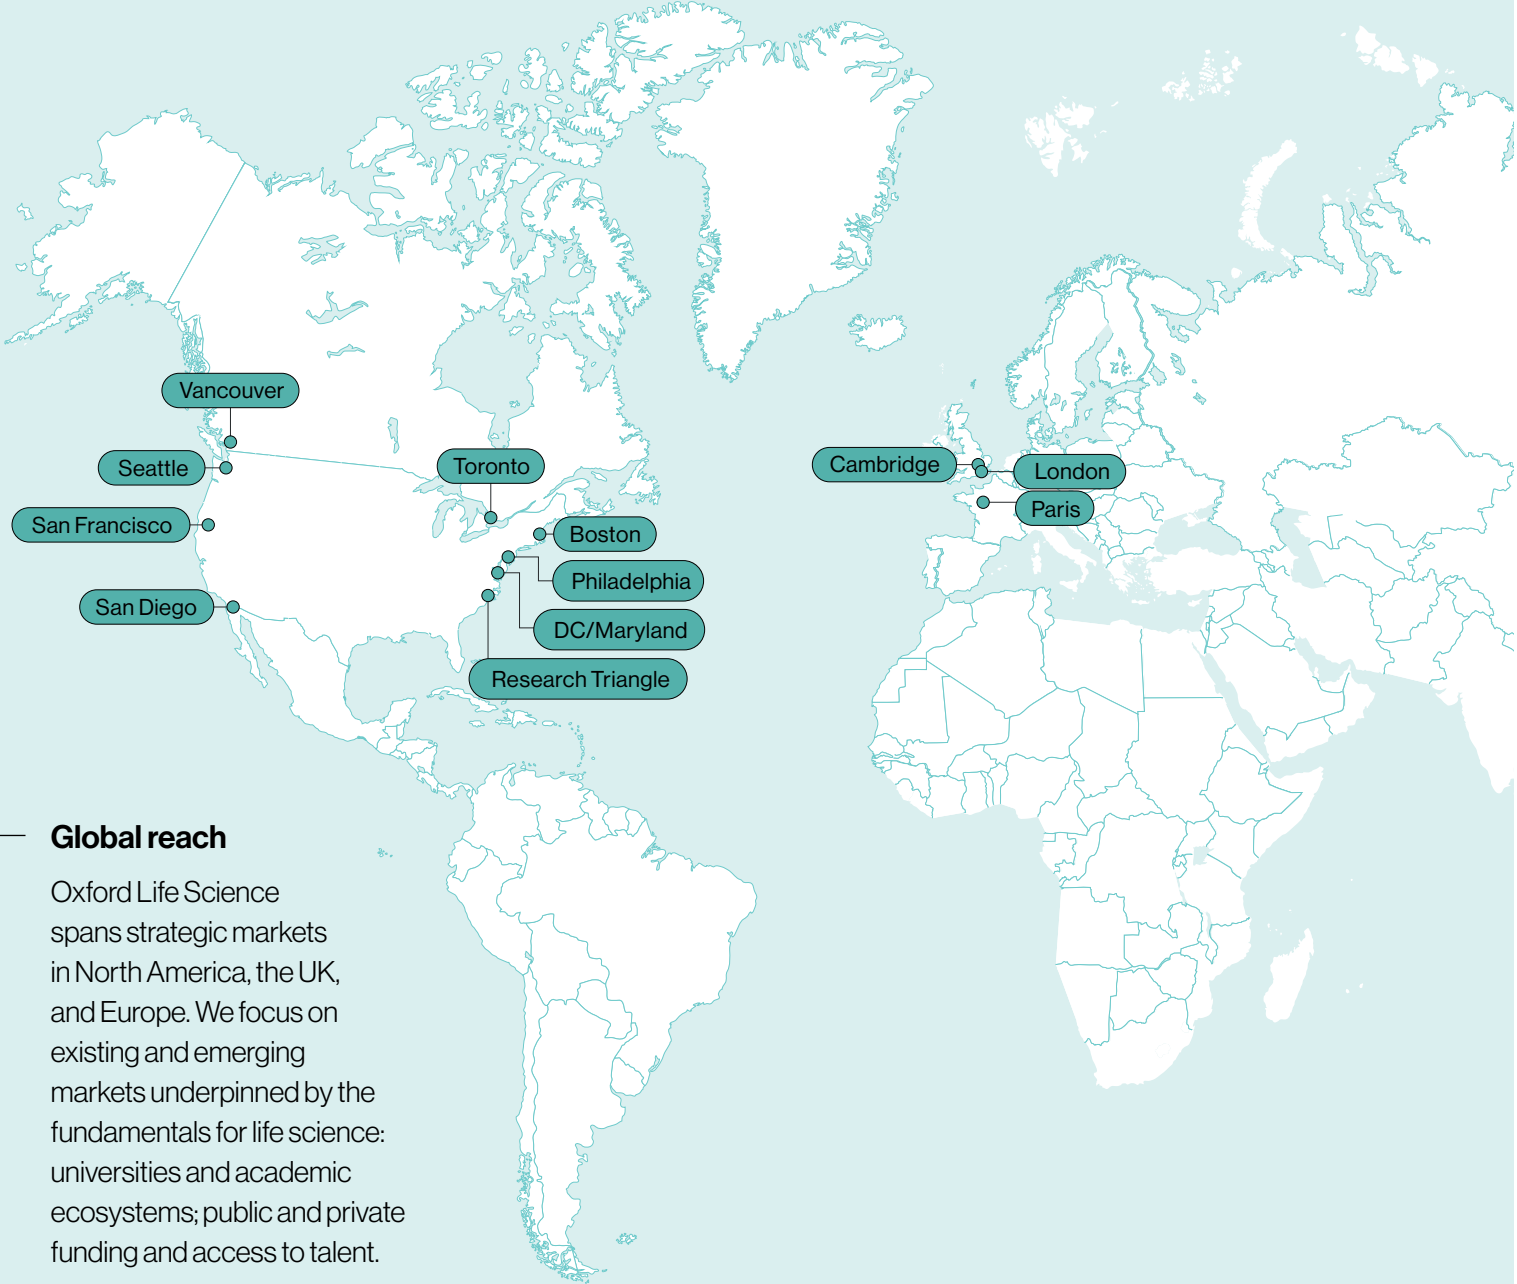 Vancouver
Seattle
Toronto
San Francisco
Boston
Philadelphia
San Diego
DC/Maryland
Research Triangle
Cambridge
London
Paris
Global reach
Oxford Life Science
spans strategic markets
in North America, the UK,
and Europe. We focus on
existing and emerging
markets underpinned by the
fundamentals for life science:
universities and academic
ecosystems; public and private
funding and access to talent.